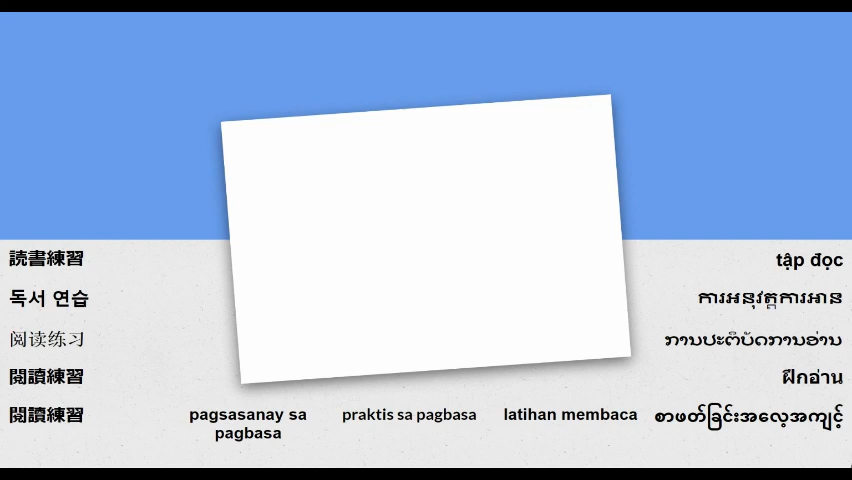 読書練習
독서 연습
阅读练习
閱讀練習
閱讀練習
pagsasanay sa
pagbasa
praktis sa pagbasa
latihan membaca
tập đọc
ការអនុវត្តការអាន
ການປະຕິບັດການອ່ານ
ฝึกอ่าน
စာဖတ်ခြင်းအလေ့အကျင့်